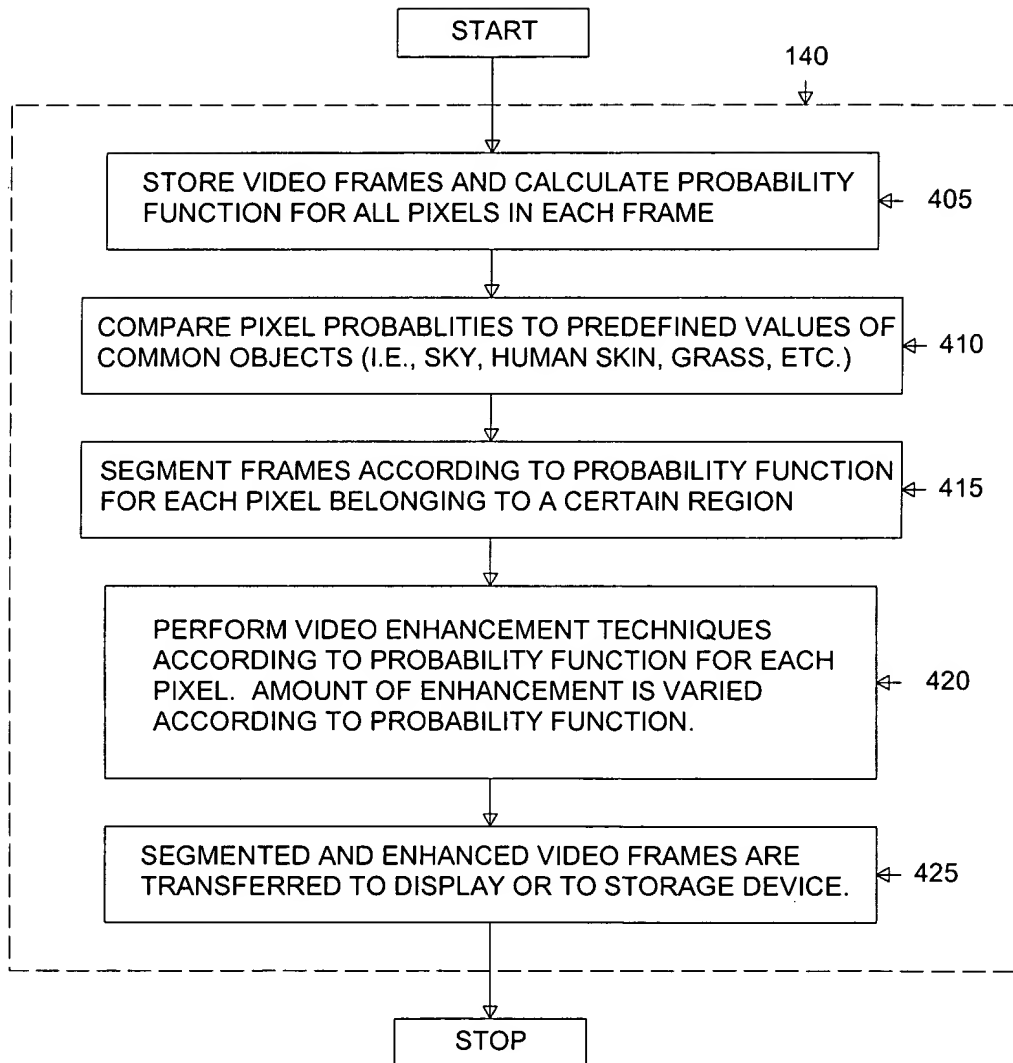 START
140
STORE VIDEO FRAMES AND CALCULATE PROBABILITY
FUNCTION FOR ALL PIXELS IN EACH FRAME
405
COMPARE PIXEL PROBABLITIES TO PREDEFINED VALUES OF
COMMON OBJECTS (I.E., SKY, HUMAN SKIN, GRASS, ETC.)
410
SEGMENT FRAMES ACCORDING TO PROBABILITY FUNCTION
FOR EACH PIXEL BELONGING TO A CERTAIN REGION
415
PERFORM VIDEO ENHANCEMENT TECHNIQUES
ACCORDING TO PROBABILITY FUNCTION FOR EACH
PIXEL. AMOUNT OF ENHANCEMENT IS VARIED
ACCORDING TO PROBABILITY FUNCTION.
420
SEGMENTED AND ENHANCED VIDEO FRAMES ARE
TRANSFERRED TO DISPLAY OR TO STORAGE DEVICE.
425
STOP